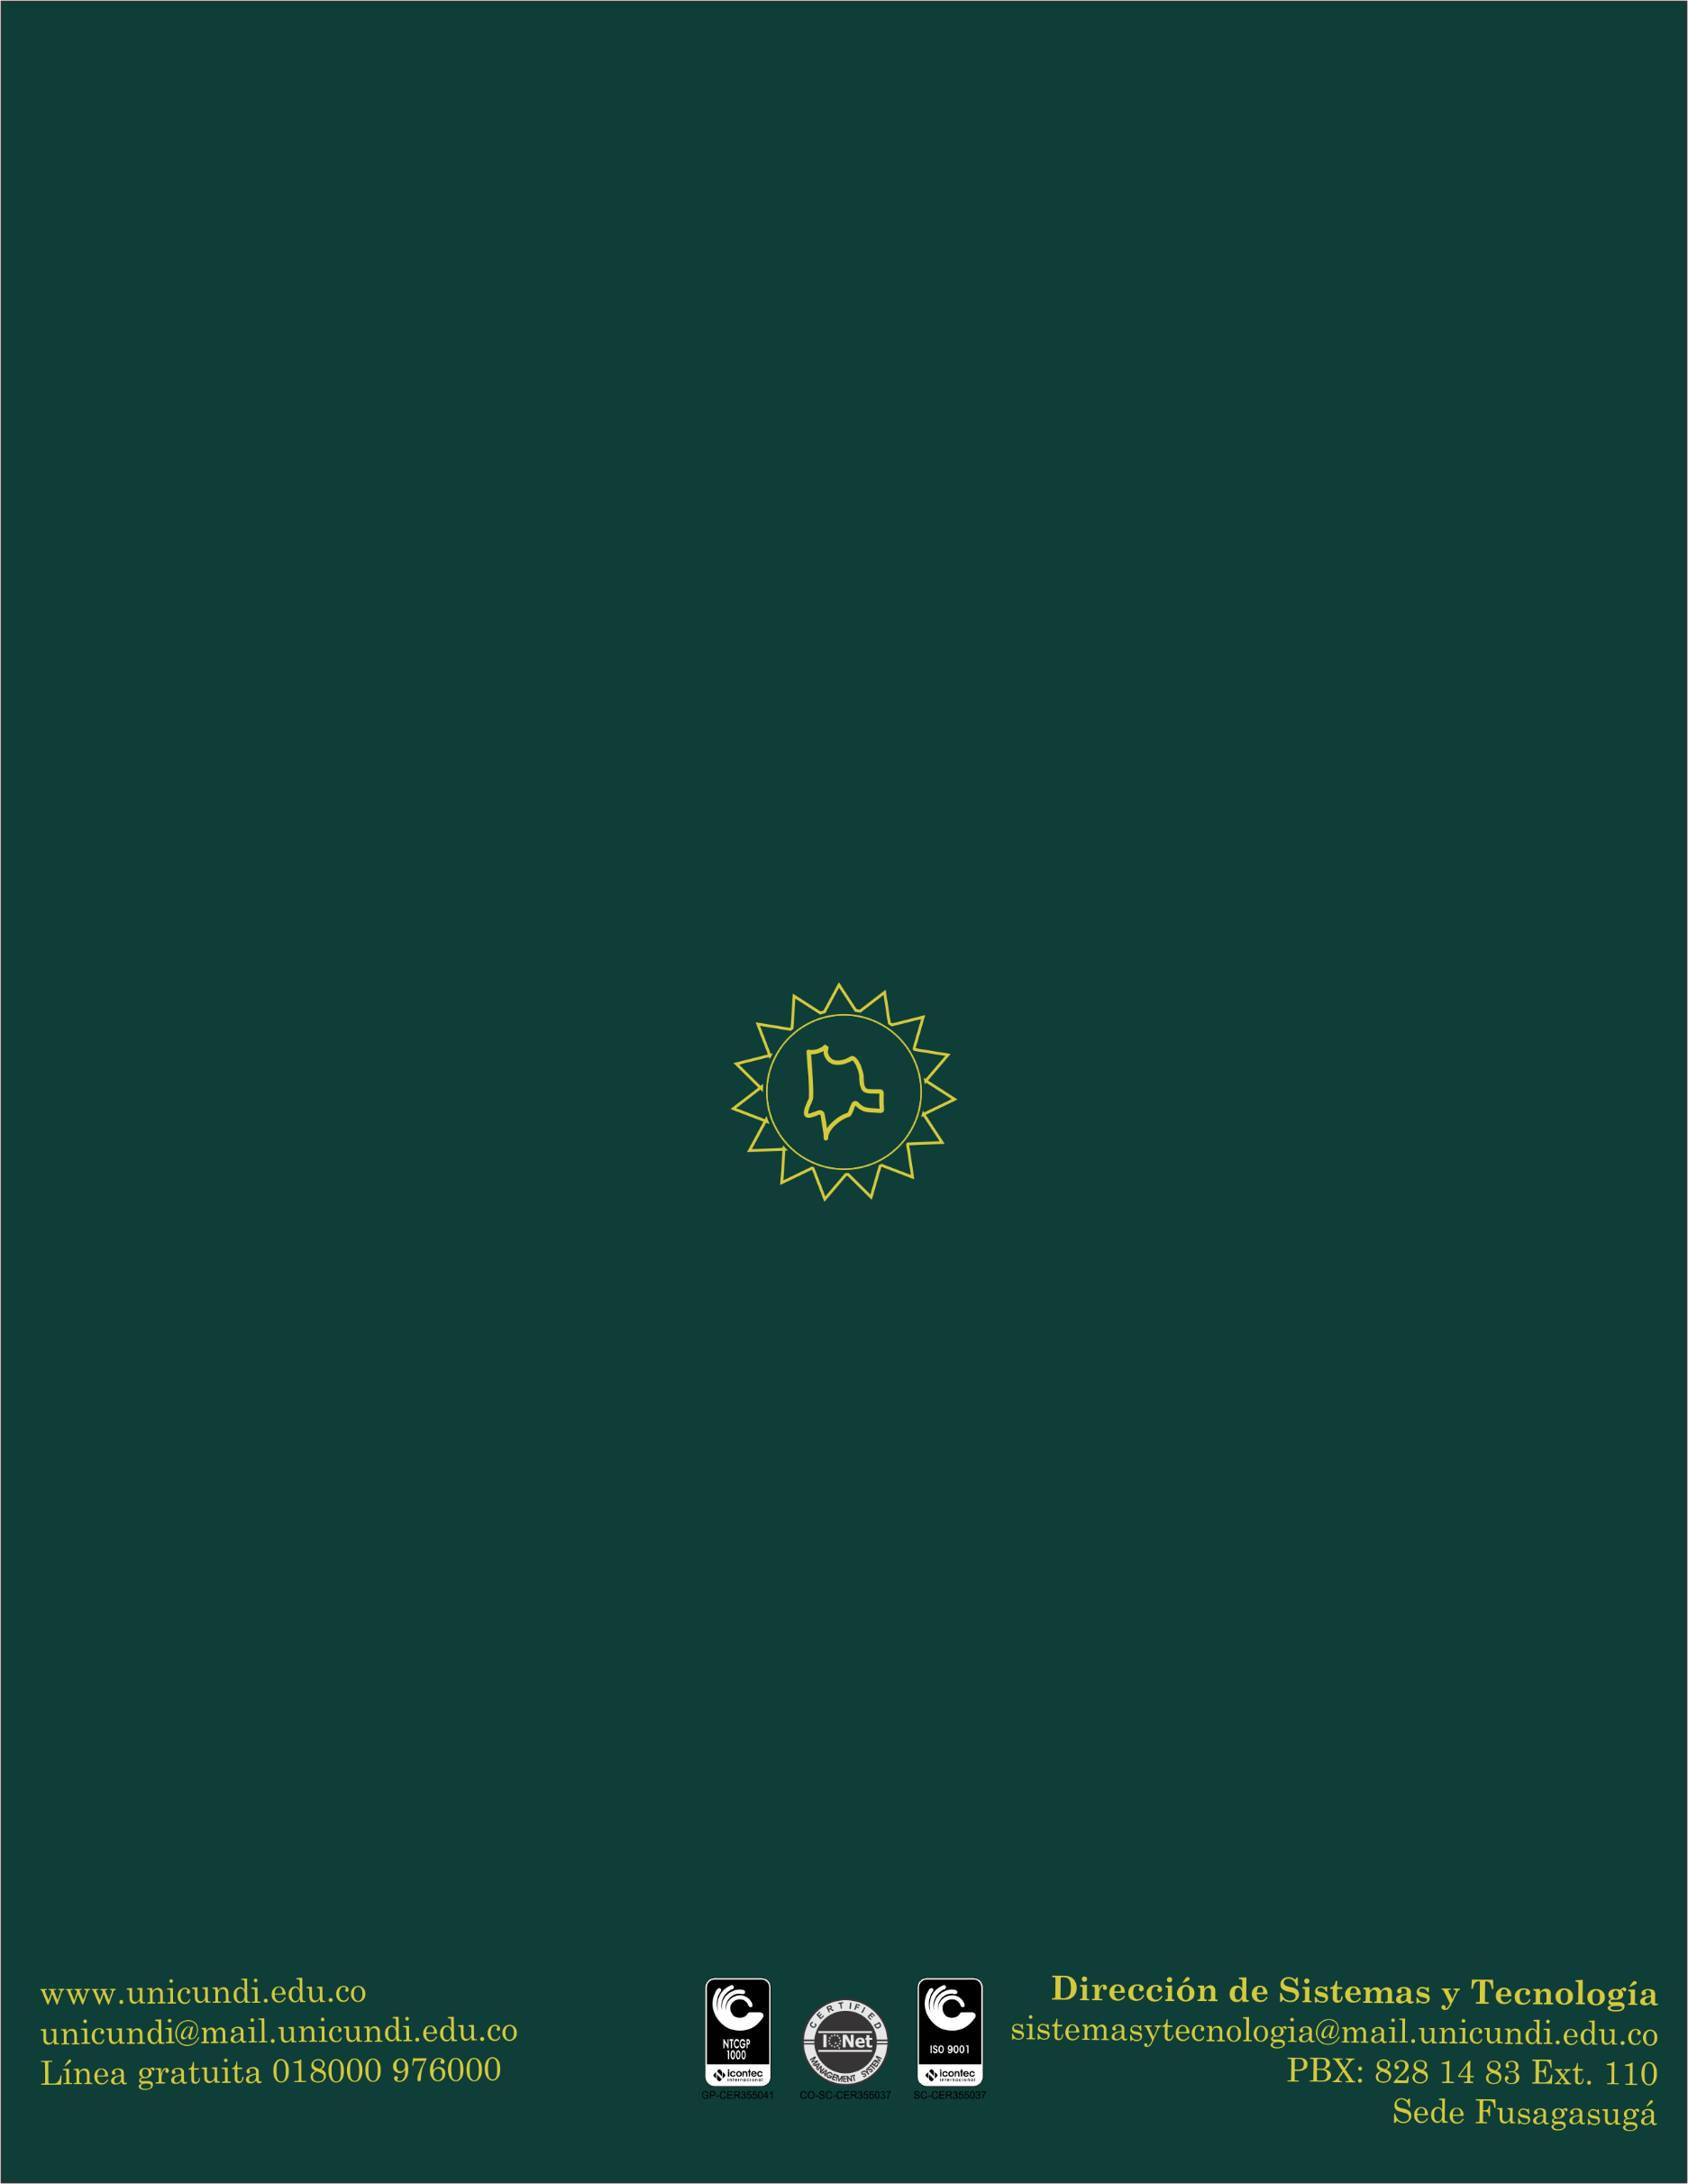 www.unicundi.edu.co
unicundi@mail.unicundi.edu.co
Línea gratuita 018000 976000
NTCGP
1000
icontec
internacional
GP-CER355041
CERTIFIED
IQNet
MANAGEMENT SYSTEM
CO-SC-CER355037
ISO 9001
icontec
internacional
SC-CER355037
Dirección de Sistemas y Tecnología
sistemasytecnologia@mail.unicundi.edu.co
PBX: 828 14 83 Ext. 110
Sede Fusagasugá